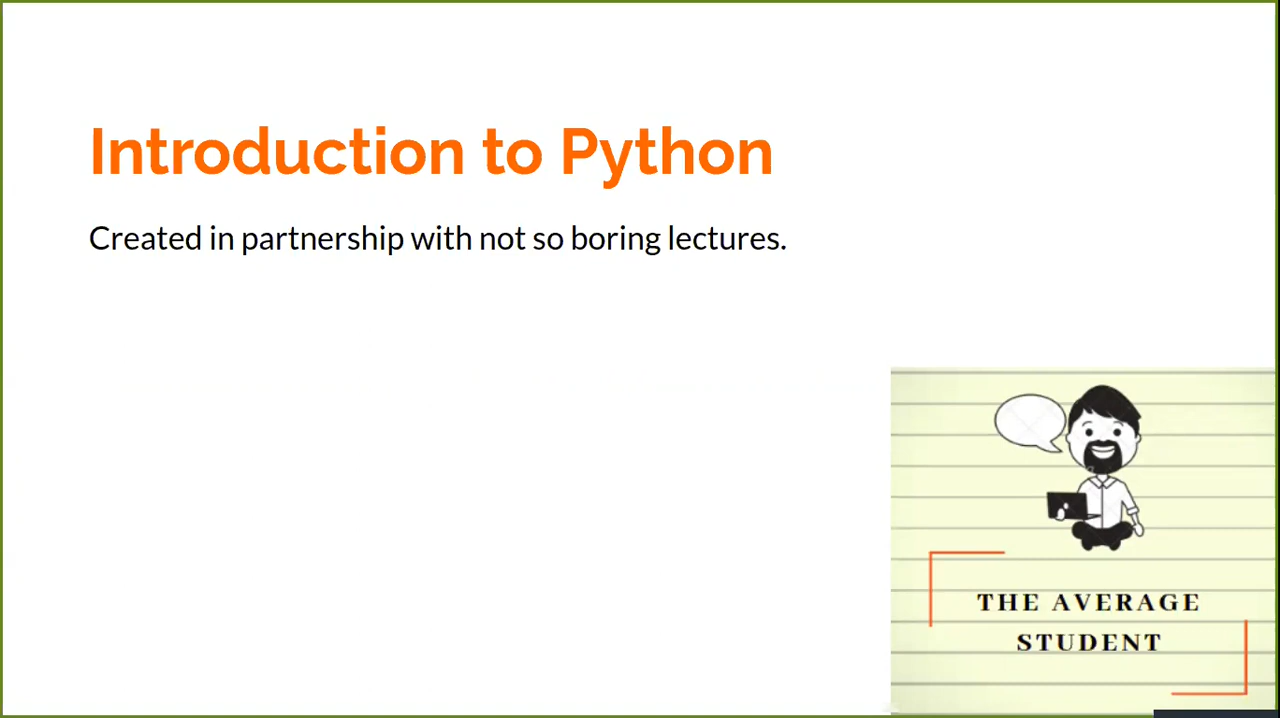 Introduction to Python
Created in partnership with not so boring lectures.
THE AVERAGE
STUDENT